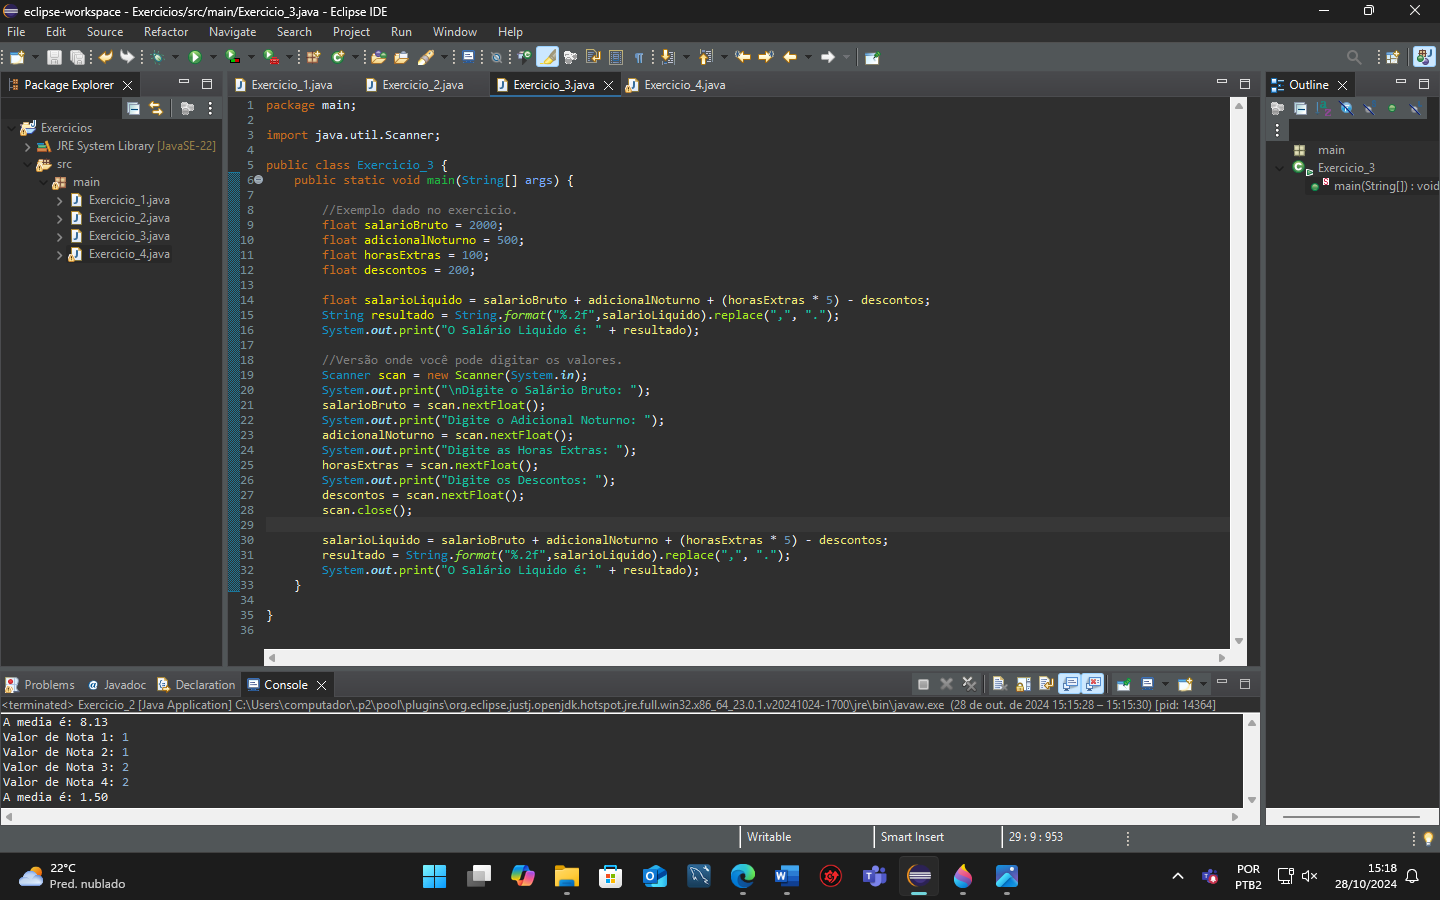 eclipse-workspace - Exercicios/src/main/Exercicio_3.java - Eclipse IDE
File Edit Source Refactor Navigate Search Project Run Window Help
Package Explorer
Exercicios
JRE System Library [JavaSE-22]
src
main
Exercicio_1.java
Exercicio_2.java
Exercicio_3.java
Exercicio_4.java
Exercicio_1.java Exercicio_2.java Exercicio_3.java Exercicio_4.java
1 package main;
2
3 import java.util.Scanner;
4
5 public class Exercicio_3 {
6 public static void main(String[] args) {
7
8 //Exemplo dado no exercicio.
9 float salarioBruto = 2000;
10 float adicionalNoturno = 500;
11 float horasExtras = 100;
12 float descontos = 200;
13
14 float salarioLiquido = salarioBruto + adicionalNoturno + (horasExtras * 5) - descontos;
15 String resultado = String.format("%.2f",salarioLiquido).replace(",", ".");
16 System.out.print("O Salário Liquido é: " + resultado);
17
18 //Versão onde você pode digitar os valores.
19 Scanner scan = new Scanner(System.in);
20 System.out.print("\nDigite o Salário Bruto: ");
21 salarioBruto = scan.nextFloat();
22 System.out.print("Digite o Adicional Noturno: ");
23 adicionalNoturno = scan.nextFloat();
24 System.out.print("Digite as Horas Extras: ");
25 horasExtras = scan.nextFloat();
26 System.out.print("Digite os Descontos: ");
27 descontos = scan.nextFloat();
28 scan.close();
29
30 salarioLiquido = salarioBruto + adicionalNoturno + (horasExtras * 5) - descontos;
31 resultado = String.format("%.2f",salarioLiquido).replace(",", ".");
32 System.out.print("O Salário Liquido é: " + resultado);
33 }
34
35 }
36
Outline
main
Exercicio_3
main(String[]) : void
Problems Javadoc Declaration Console
<terminated> Exercicio_2 [Java Application] C:\Users\computador\.p2\pool\plugins\org.eclipse.justj.openjdk.hotspot.jre.full.win32.x86_64_23.0.1.v20241024-1700\jre\bin\javaw.exe (28 de out. de 2024 15:15:28 – 15:15:30) [pid: 14364]
A media é: 8.13
Valor de Nota 1: 1
Valor de Nota 2: 1
Valor de Nota 3: 2
Valor de Nota 4: 2
A media é: 1.50
Writable Smart Insert 29 : 9 : 953
22°C
Pred. nublado
POR
PTB2
15:18
28/10/2024